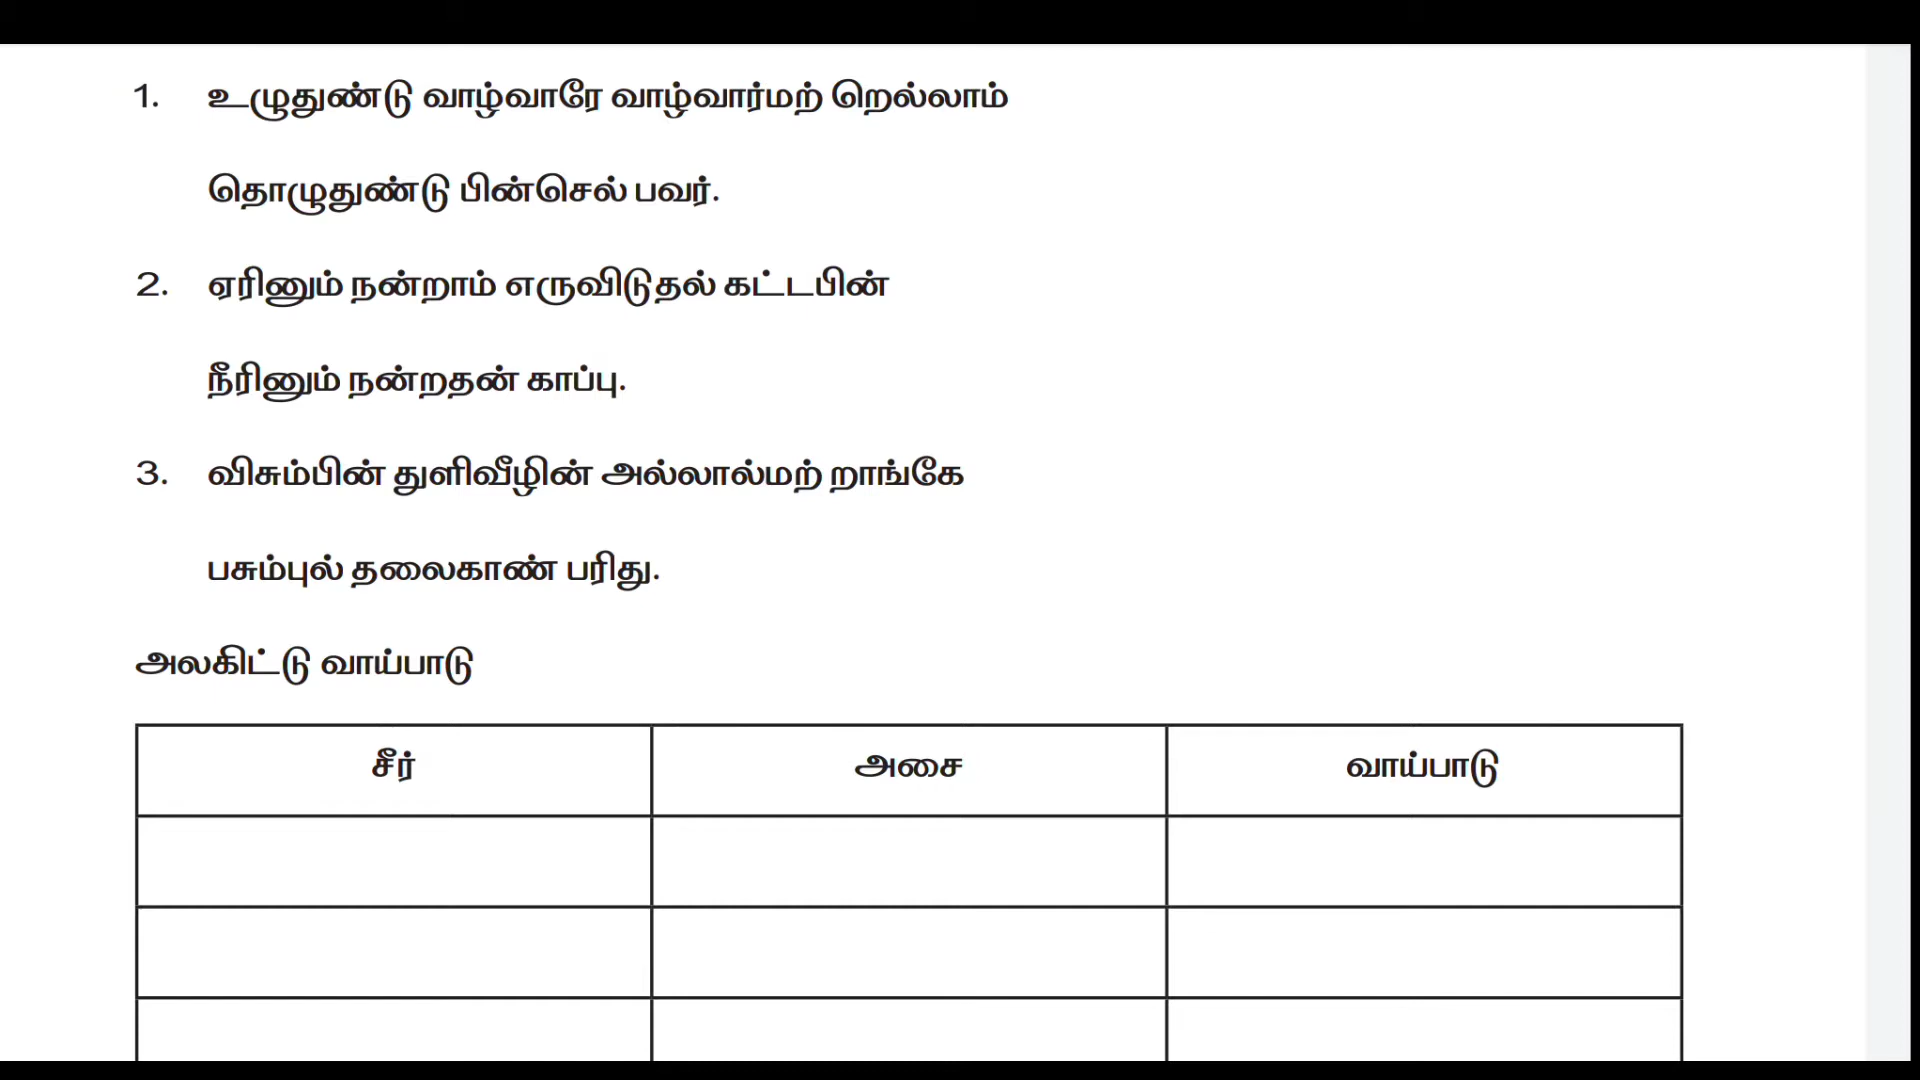 1. உழுதுண்டு வாழ்வாரே வாழ்வார்மற் றெல்லாம்
தொழுதுண்டு பின்செல் பவர்.
2. ஏரினும் நன்றாம் எருவிடுதல் கட்டபின்
நீரினும் நன்றதன் காப்பு.
3. விசும்பின் துளிவீழின் அல்லால்மற் றாங்கே
பசும்புல் தலைகாண் பரிது.
அலகிட்டு வாய்பாடு
சீர் அசை வாய்பாடு